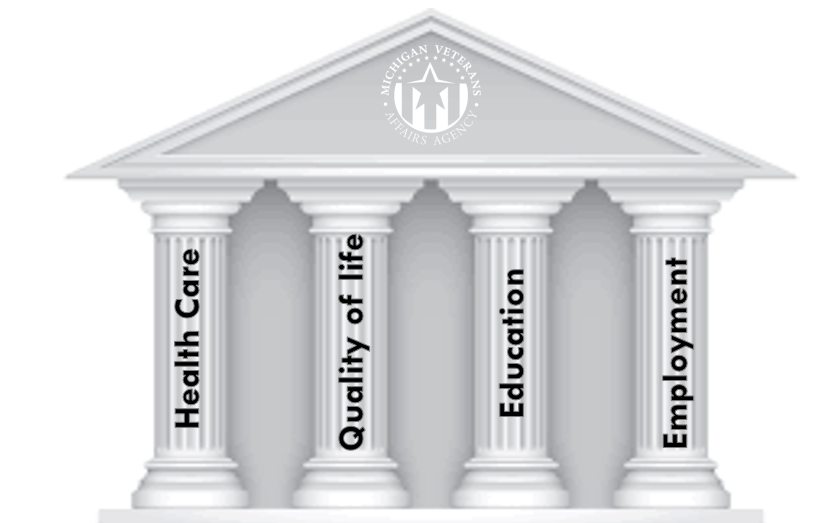 MICHIGAN VETERANS
AFFAIRS AGENCY
Health Care
Quality of life
Education
Employment